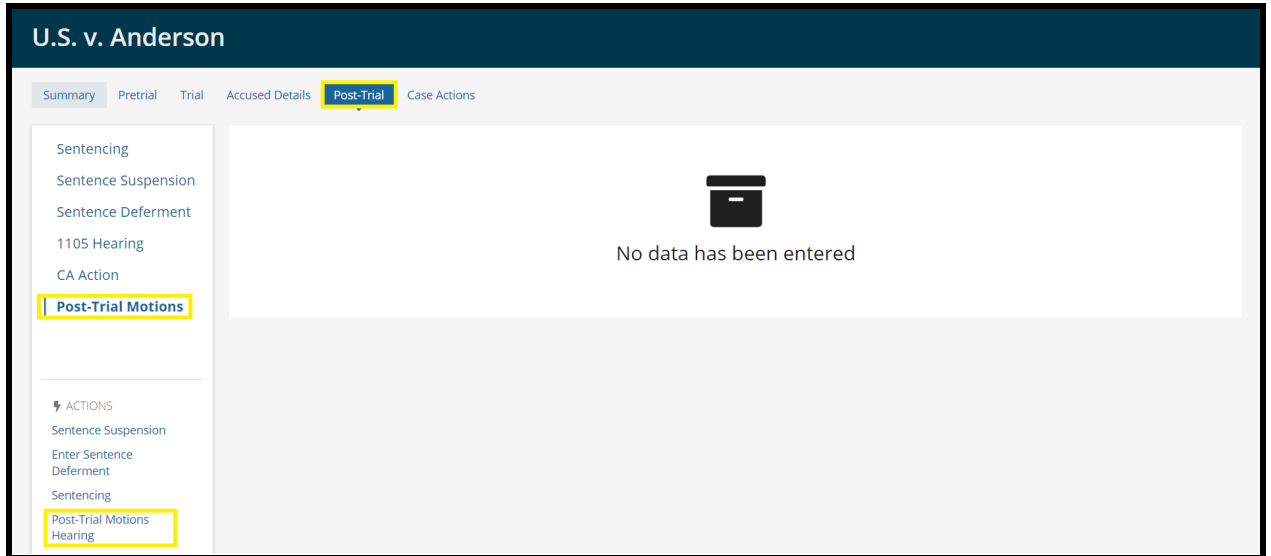 U.S. v. Anderson
Summary Pretrial Trial Accused Details Post-Trial Case Actions
Sentencing
Sentence Suspension
Sentence Deferment
1105 Hearing
CA Action
Post-Trial Motions
No data has been entered
ACTIONS
Sentence Suspension
Enter Sentence
Deferment
Sentencing
Post-Trial Motions
Hearing